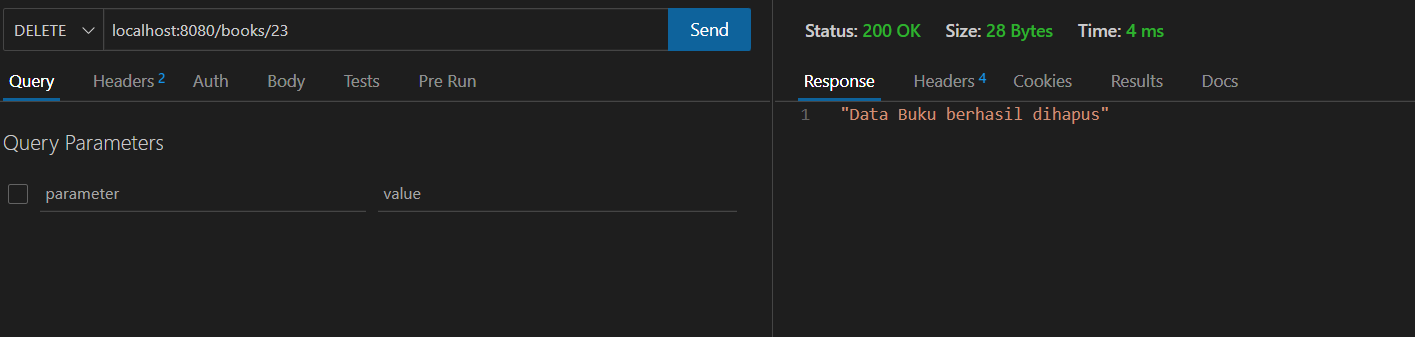 DELETE localhost:8080/books/23 Send
Query Headers 2 Auth Body Tests Pre Run
Query Parameters
parameter value
Status: 200 OK Size: 28 Bytes Time: 4 ms
Response Headers 4 Cookies Results Docs
1 "Data Buku berhasil dihapus"